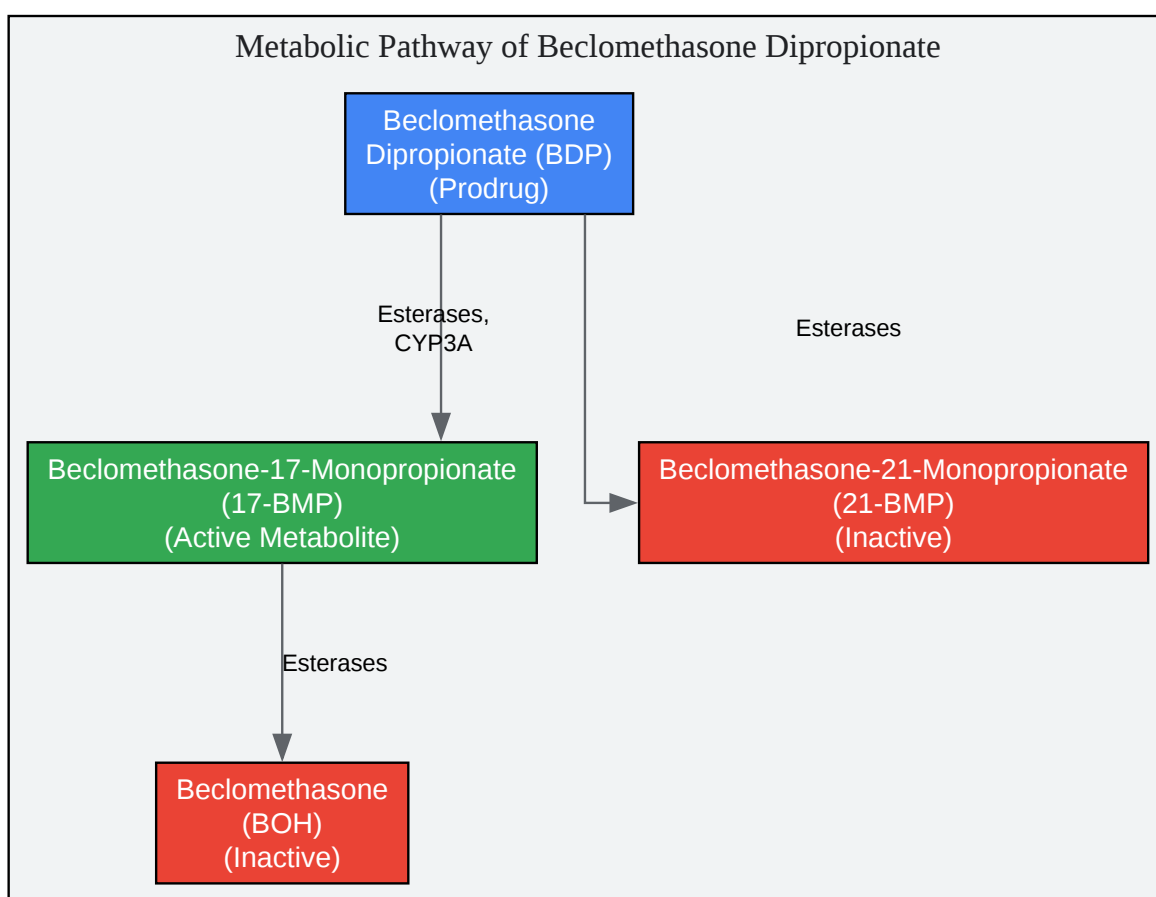 Metabolic Pathway of Beclomethasone Dipropionate
Beclomethasone
Dipropionate (BDP)
(Prodrug)
Esterases,
CYP3A
Esterases
Beclomethasone-17-Monopropionate
(17-BMP)
(Active Metabolite)
Beclomethasone-21-Monopropionate
(21-BMP)
(Inactive)
Esterases
Beclomethasone
(BOH)
(Inactive)